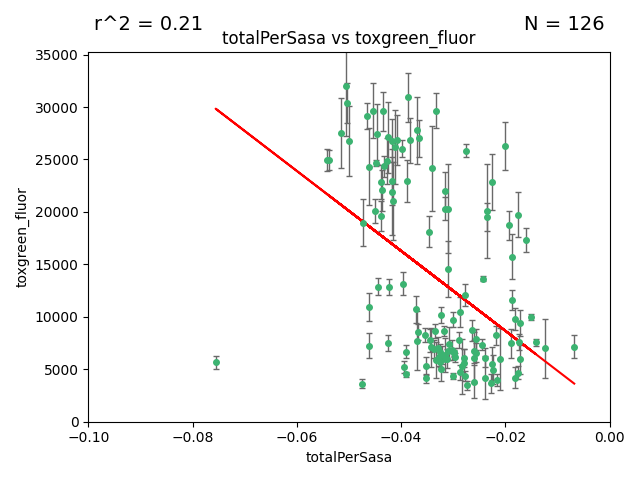 r^2 = 0.21
N = 126
totalPerSasa vs toxgreen_fluor
35000
30000
25000
20000
15000
10000
5000
0
toxgreen_fluor
−0.10
−0.08
−0.06
−0.04
−0.02
0.00
totalPerSasa